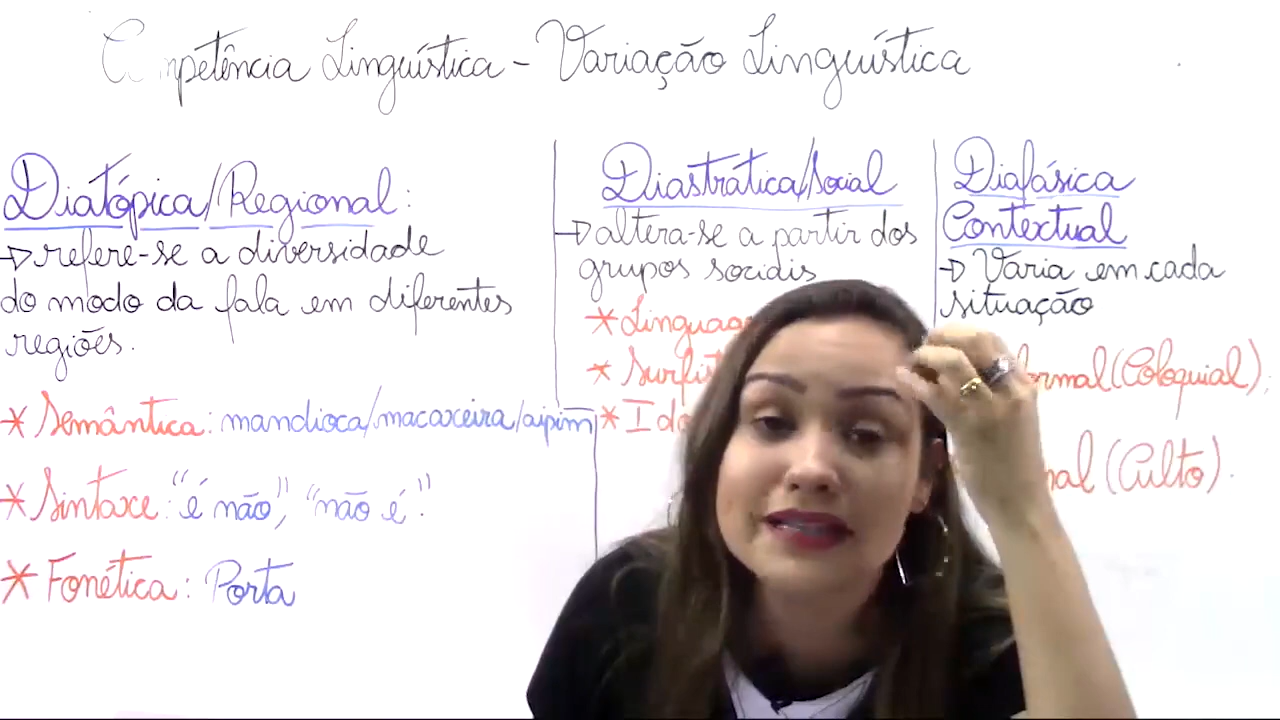 Competência Linguística - Variação Linguística
Diatópica/Regional:
→ refere-se a diversidade
do modo da fala em diferentes
regiões.
* Semântica: mandioca/macaxeira/aipim
* Sintaxe: "é não", "não é".
* Fonética: Porta
Diastrática/Social
→ altera-se a partir dos
grupos sociais
*
*
* I
Diafásica
Contextual
→ Varia em cada
situação
(Coloquial);
(Culto).